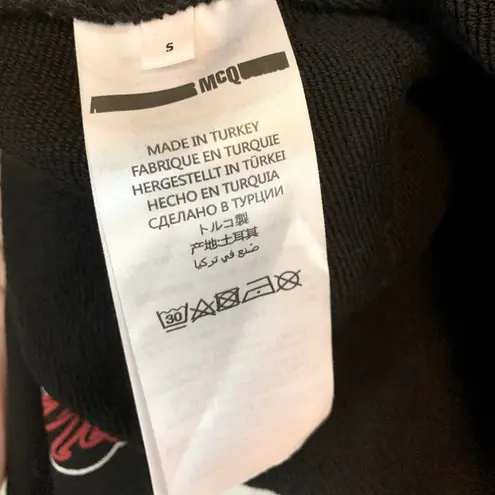 S
MCQ
MADE IN TURKEY
FABRIQUE EN TURQUIE
HERGESTELLT IN TÜRKEI
HECHO EN TURQUIA
СДЕЛАНО В ТУРЦИИ
トルコ製
产地:土耳其
صنع في تركيا
30